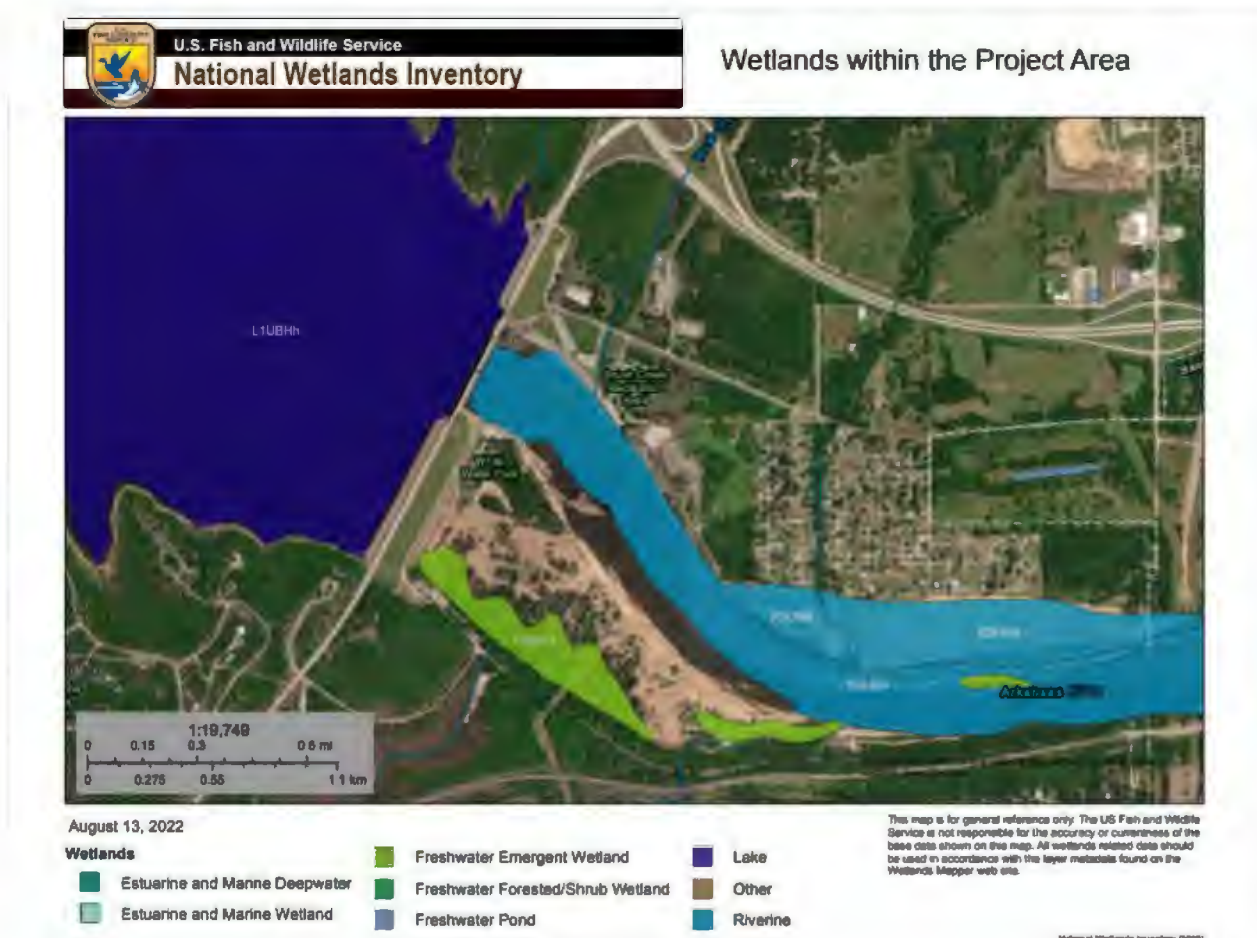 U.S. Fish and Wildlife Service
National Wetlands Inventory
Wetlands within the Project Area
L1UBHh
1:19,749
0 0.15 0.3 0.6 mi
0 0.275 0.55 1.1 km
August 13, 2022
This map is for general reference only. The US Fish and Wildlife
Service is not responsible for the accuracy or currentness of the
base data shown on this map. All wetlands related data should
be used in accordance with the layer metadata found on the
Wetlands Mapper web site.
Wetlands
Estuarine and Marine Deepwater
Estuarine and Marine Wetland
Freshwater Emergent Wetland
Freshwater Forested/Shrub Wetland
Freshwater Pond
Lake
Other
Riverine